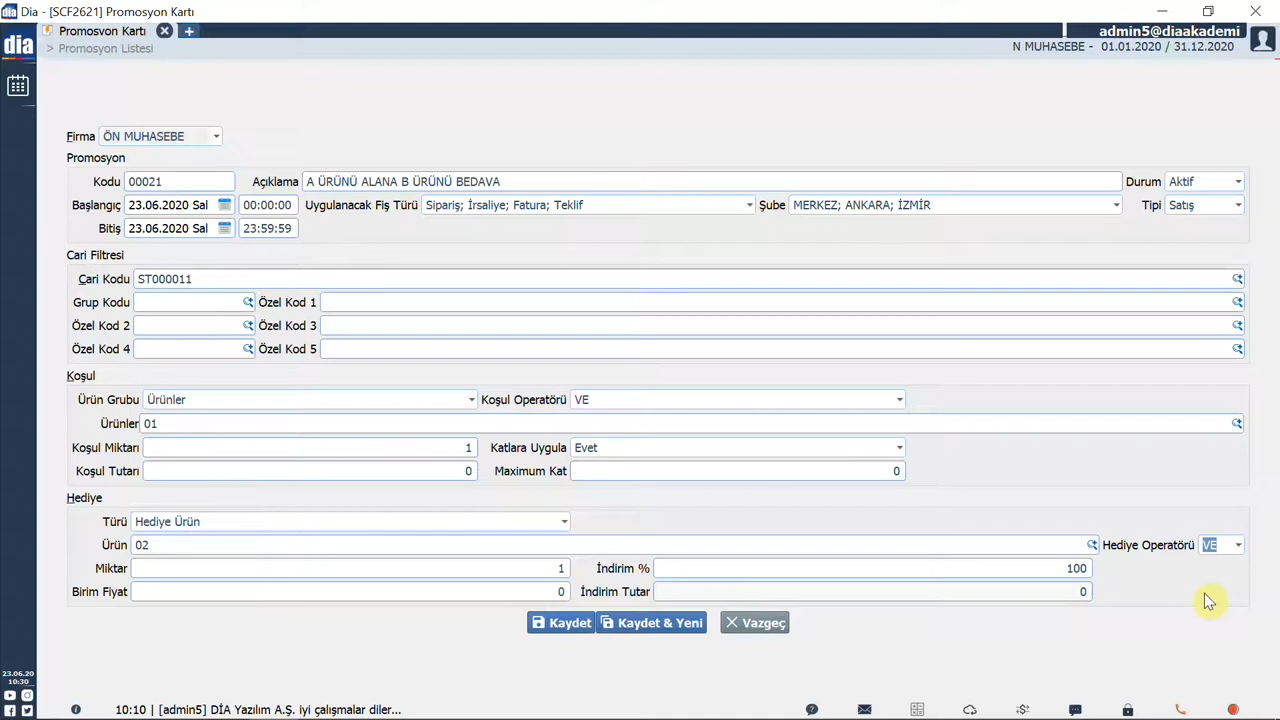 Dia - [SCF2621] Promosyon Kartı
dia
Promosyon Kartı
admin5@diaakademi
> Promosyon Listesi
N MUHASEBE - 01.01.2020 / 31.12.2020
Firma ÖN MUHASEBE
Promosyon
Kodu 00021 Açıklama A ÜRÜNÜ ALANA B ÜRÜNÜ BEDAVA Durum Aktif
Başlangıç 23.06.2020 Sal 00:00:00 Uygulanacak Fiş Türü Sipariş; İrsaliye; Fatura; Teklif Şube MERKEZ; ANKARA; İZMİR Tipi Satış
Bitiş 23.06.2020 Sal 23:59:59
Cari Filtresi
Cari Kodu ST000011
Grup Kodu Özel Kod 1
Özel Kod 2 Özel Kod 3
Özel Kod 4 Özel Kod 5
Koşul
Ürün Grubu Ürünler Koşul Operatörü VE
Ürünler 01
Koşul Miktarı 1 Katlara Uygula Evet
Koşul Tutarı 0 Maximum Kat 0
Hediye
Türü Hediye Ürün
Ürün 02 Hediye Operatörü VE
Miktar 1 İndirim % 100
Birim Fiyat 0 İndirim Tutar 0
Kaydet Kaydet & Yeni Vazgeç
23.06.20
10:30
10:10 | [admin5] DİA Yazılım A.Ş. iyi çalışmalar diler...